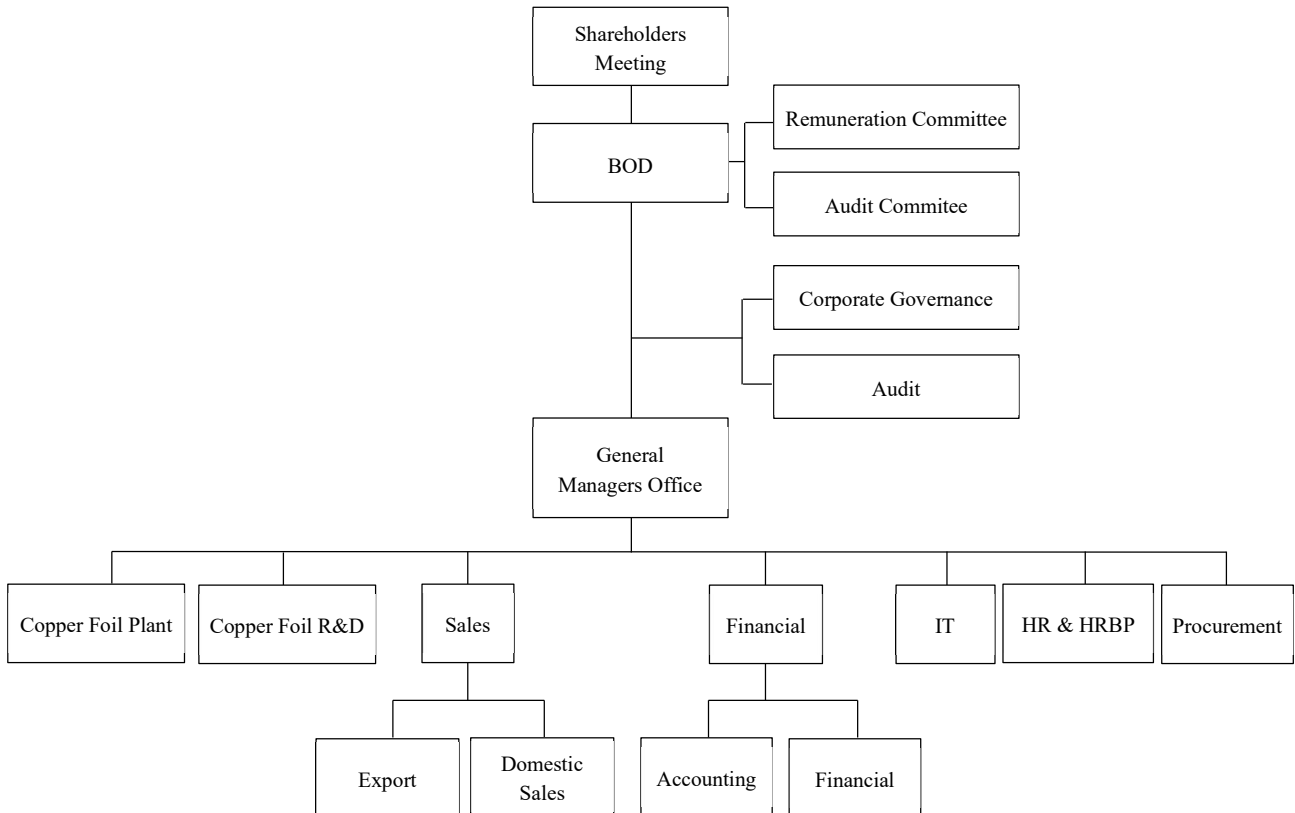 Shareholders
Meeting
Remuneration Committee
BOD
Audit Commitee
Corporate Governance
Audit
General
Managers Office
Copper Foil Plant
Copper Foil R&D
Sales
Financial
IT
HR & HRBP
Procurement
Export
Domestic
Sales
Accounting
Financial